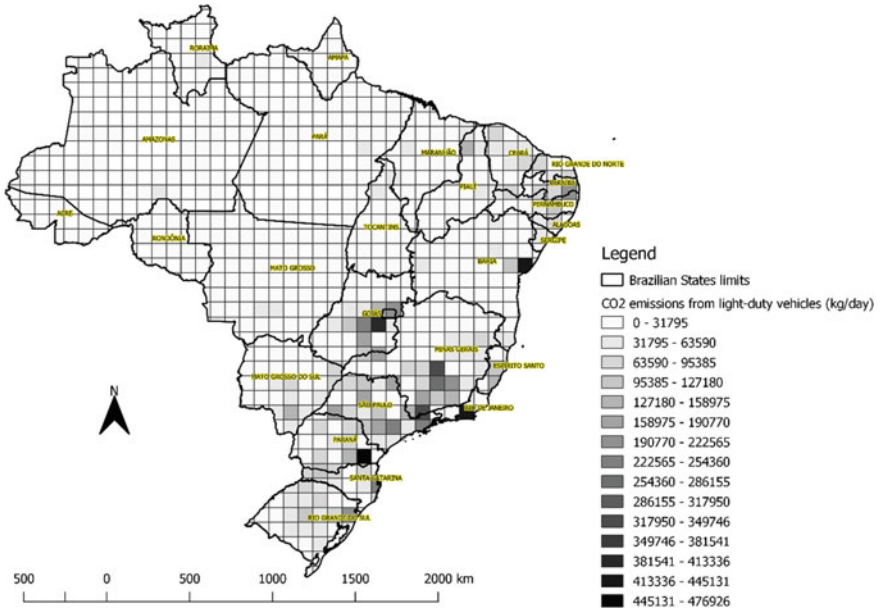 RORAIMA
AMAPÁ
AMAZONAS
PARÁ
MARANHÃO
CEARÁ
RIO GRANDE DO NORTE
PARAÍBA
PIAUÍ
PERNAMBUCO
ACRE
ALAGOAS
TOCANTINS
SERGIPE
RONDÔNIA
BAHIA
MATO GROSSO
Legend
Brazilian States limits
CO2 emissions from light-duty vehicles (kg/day)
GOIÁS
0 - 31795
31795 - 63590
MINAS GERAIS
63590 - 95385
ESPÍRITO SANTO
MATO GROSSO DO SUL
95385 - 127180
N
127180 - 158975
SÃO PAULO
RIO DE JANEIRO
158975 - 190770
PARANÁ
190770 - 222565
222565 - 254360
SANTA CATARINA
254360 - 286155
286155 - 317950
RIO GRANDE DO SUL
317950 - 349746
349746 - 381541
381541 - 413336
500 0 500 1000 1500 2000 km
413336 - 445131
445131 - 476926